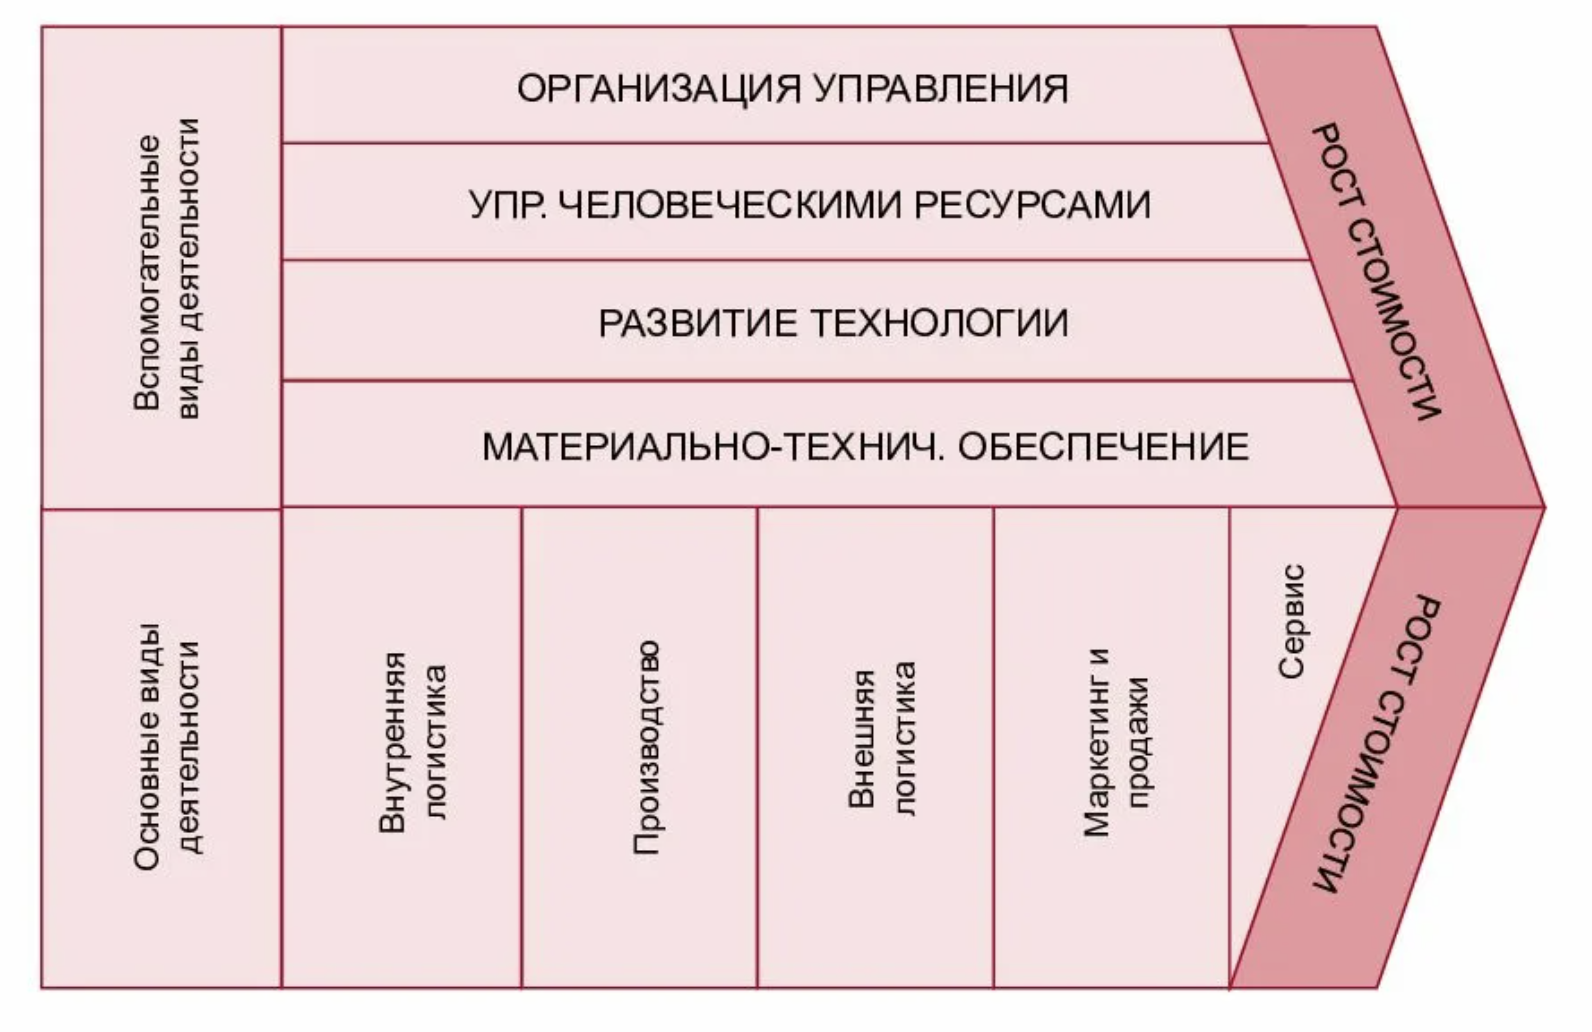 Вспомогательные
виды деятельности
ОРГАНИЗАЦИЯ УПРАВЛЕНИЯ
УПР. ЧЕЛОВЕЧЕСКИМИ РЕСУРСАМИ
РАЗВИТИЕ ТЕХНОЛОГИИ
МАТЕРИАЛЬНО-ТЕХНИЧ. ОБЕСПЕЧЕНИЕ
РОСТ СТОИМОСТИ
Основные виды
деятельности
Внутренняя
логистика
Производство
Внешняя
логистика
Маркетинг и
продажи
Сервис
РОСТ СТОИМОСТИ